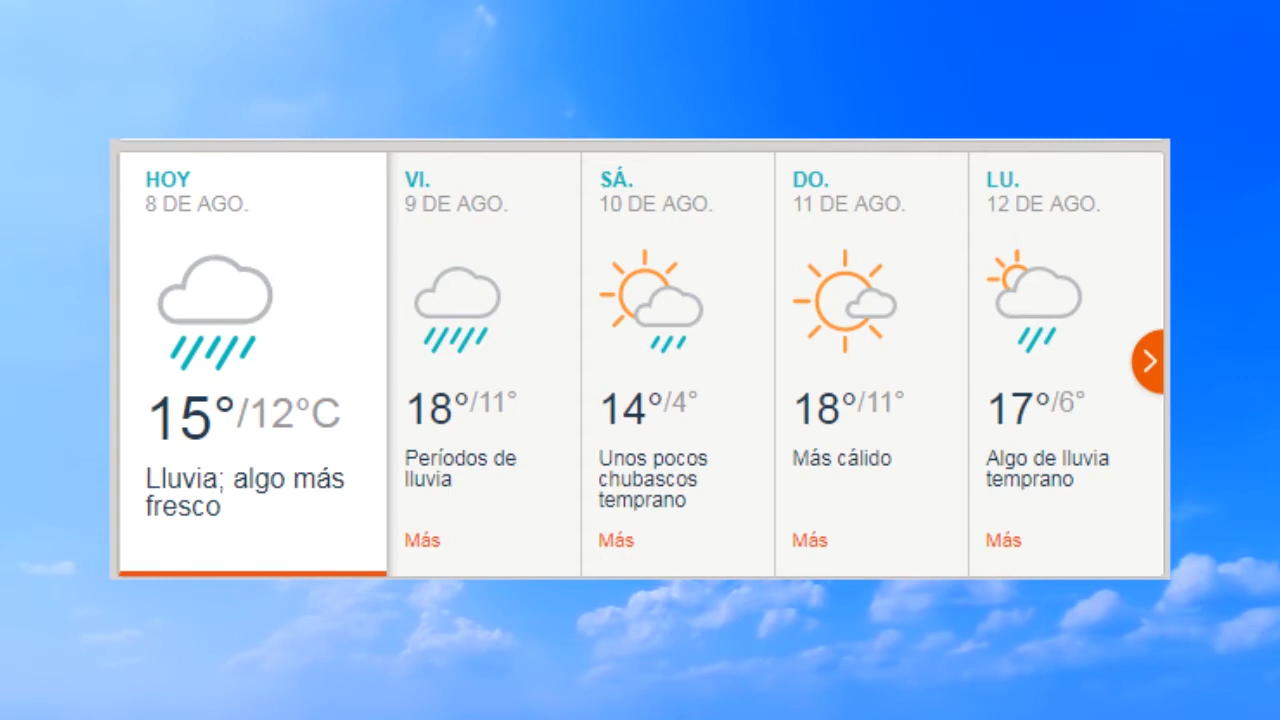 HOY
8 DE AGO.
15°/12°C
Lluvia; algo más
fresco
VI.
9 DE AGO.
18°/11°
Períodos de
lluvia
Más
SÁ.
10 DE AGO.
14°/4°
Unos pocos
chubascos
temprano
Más
DO.
11 DE AGO.
18°/11°
Más cálido
Más
LU.
12 DE AGO.
17°/6°
Algo de lluvia
temprano
Más